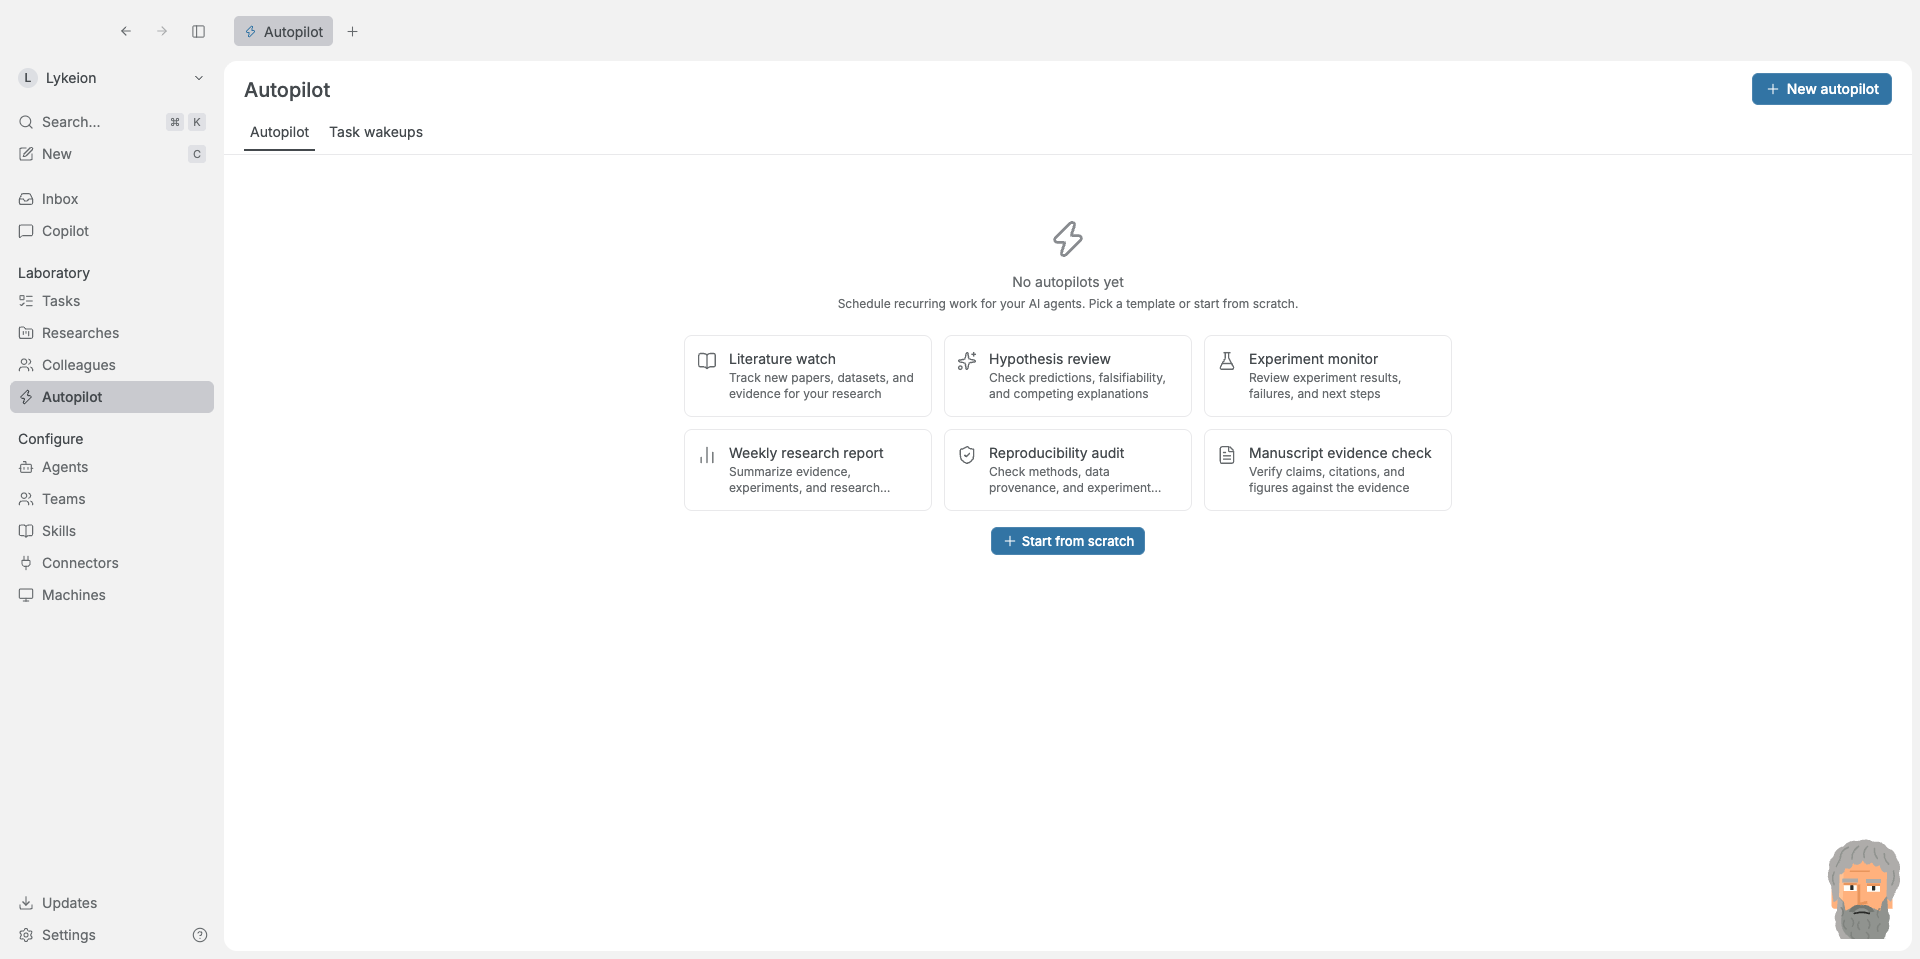 Autopilot
L Lykeion
Search... ⌘ K
New C
Inbox
Copilot
Laboratory
Tasks
Researches
Colleagues
Autopilot
Configure
Agents
Teams
Skills
Connectors
Machines
Updates
Settings
Autopilot
New autopilot
Autopilot Task wakeups
No autopilots yet
Schedule recurring work for your AI agents. Pick a template or start from scratch.
Literature watch
Track new papers, datasets, and
evidence for your research
Hypothesis review
Check predictions, falsifiability,
and competing explanations
Experiment monitor
Review experiment results,
failures, and next steps
Weekly research report
Summarize evidence,
experiments, and research...
Reproducibility audit
Check methods, data
provenance, and experiment...
Manuscript evidence check
Verify claims, citations, and
figures against the evidence
Start from scratch